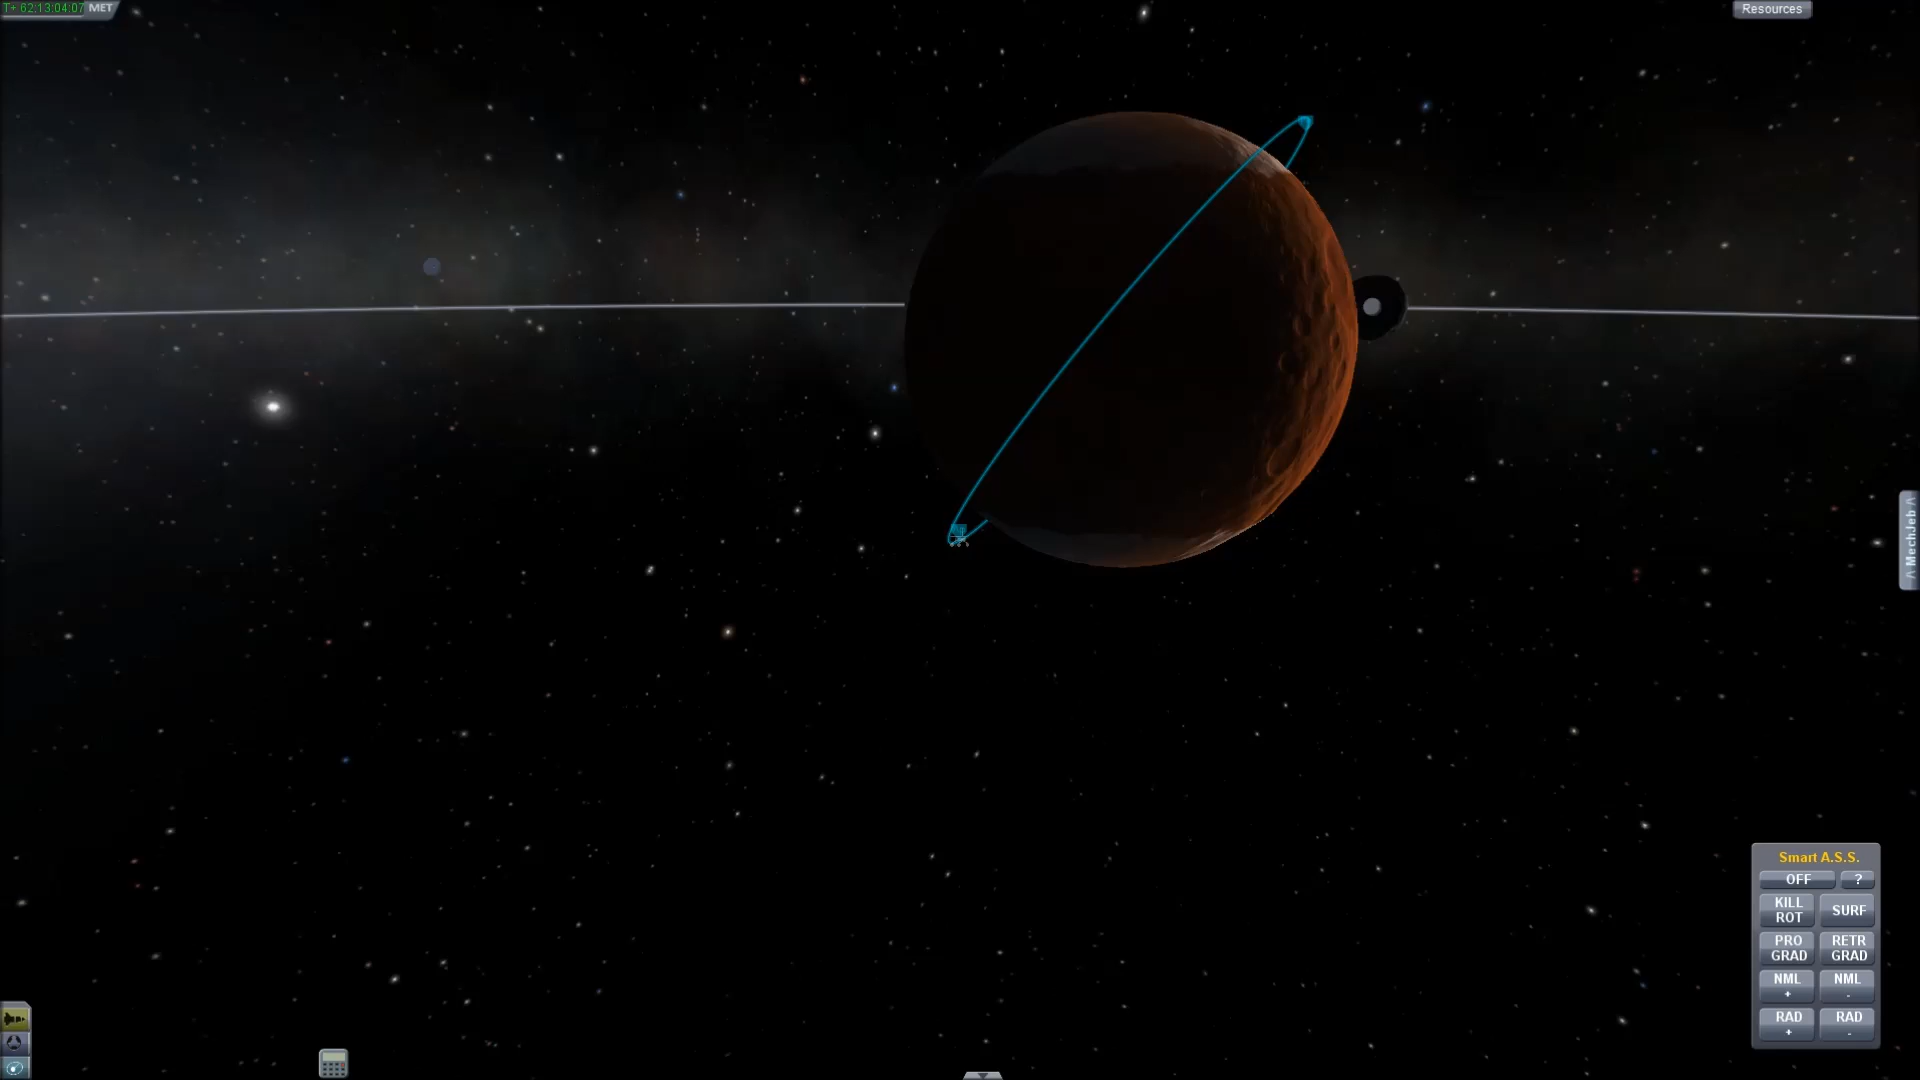 T+ 62:13:04:07 MET
Resources
MechJeb
Smart A.S.S.
OFF ?
KILL ROT SURF
PRO GRAD RETR GRAD
NML + NML -
RAD + RAD -